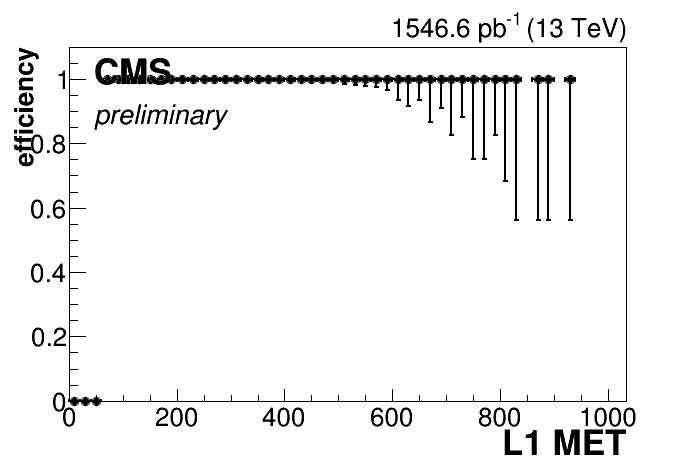 1546.6 pb-1 (13 TeV)
CMS
preliminary
efficiency
1
0.8
0.6
0.4
0.2
0
0 200 400 600 800 1000
L1 MET